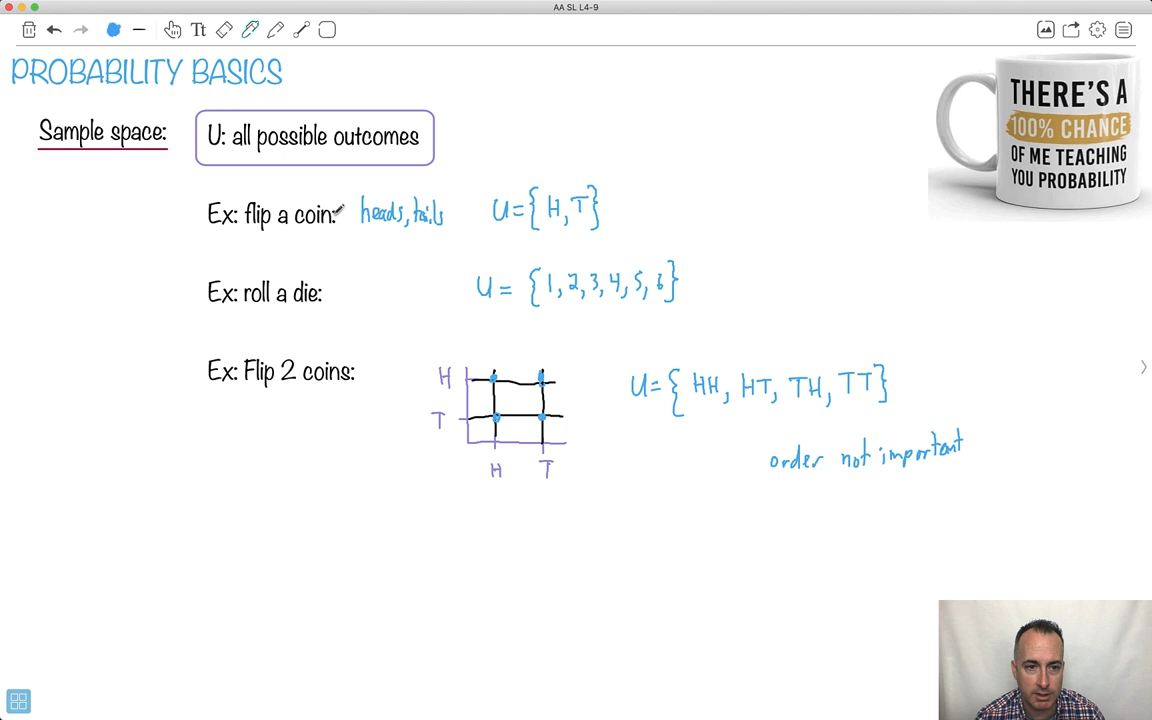 AA SL L4-9
Tt
PROBABILITY BASICS
Sample space: U: all possible outcomes
THERE'S A
100% CHANCE
OF ME TEACHING
YOU PROBABILITY
Ex: flip a coin: heads, tails U={H,T}
Ex: roll a die: U = {1,2,3,4,5,6}
Ex: Flip 2 coins: U={HH, HT, TH, TT}
H
T
H T
order not important